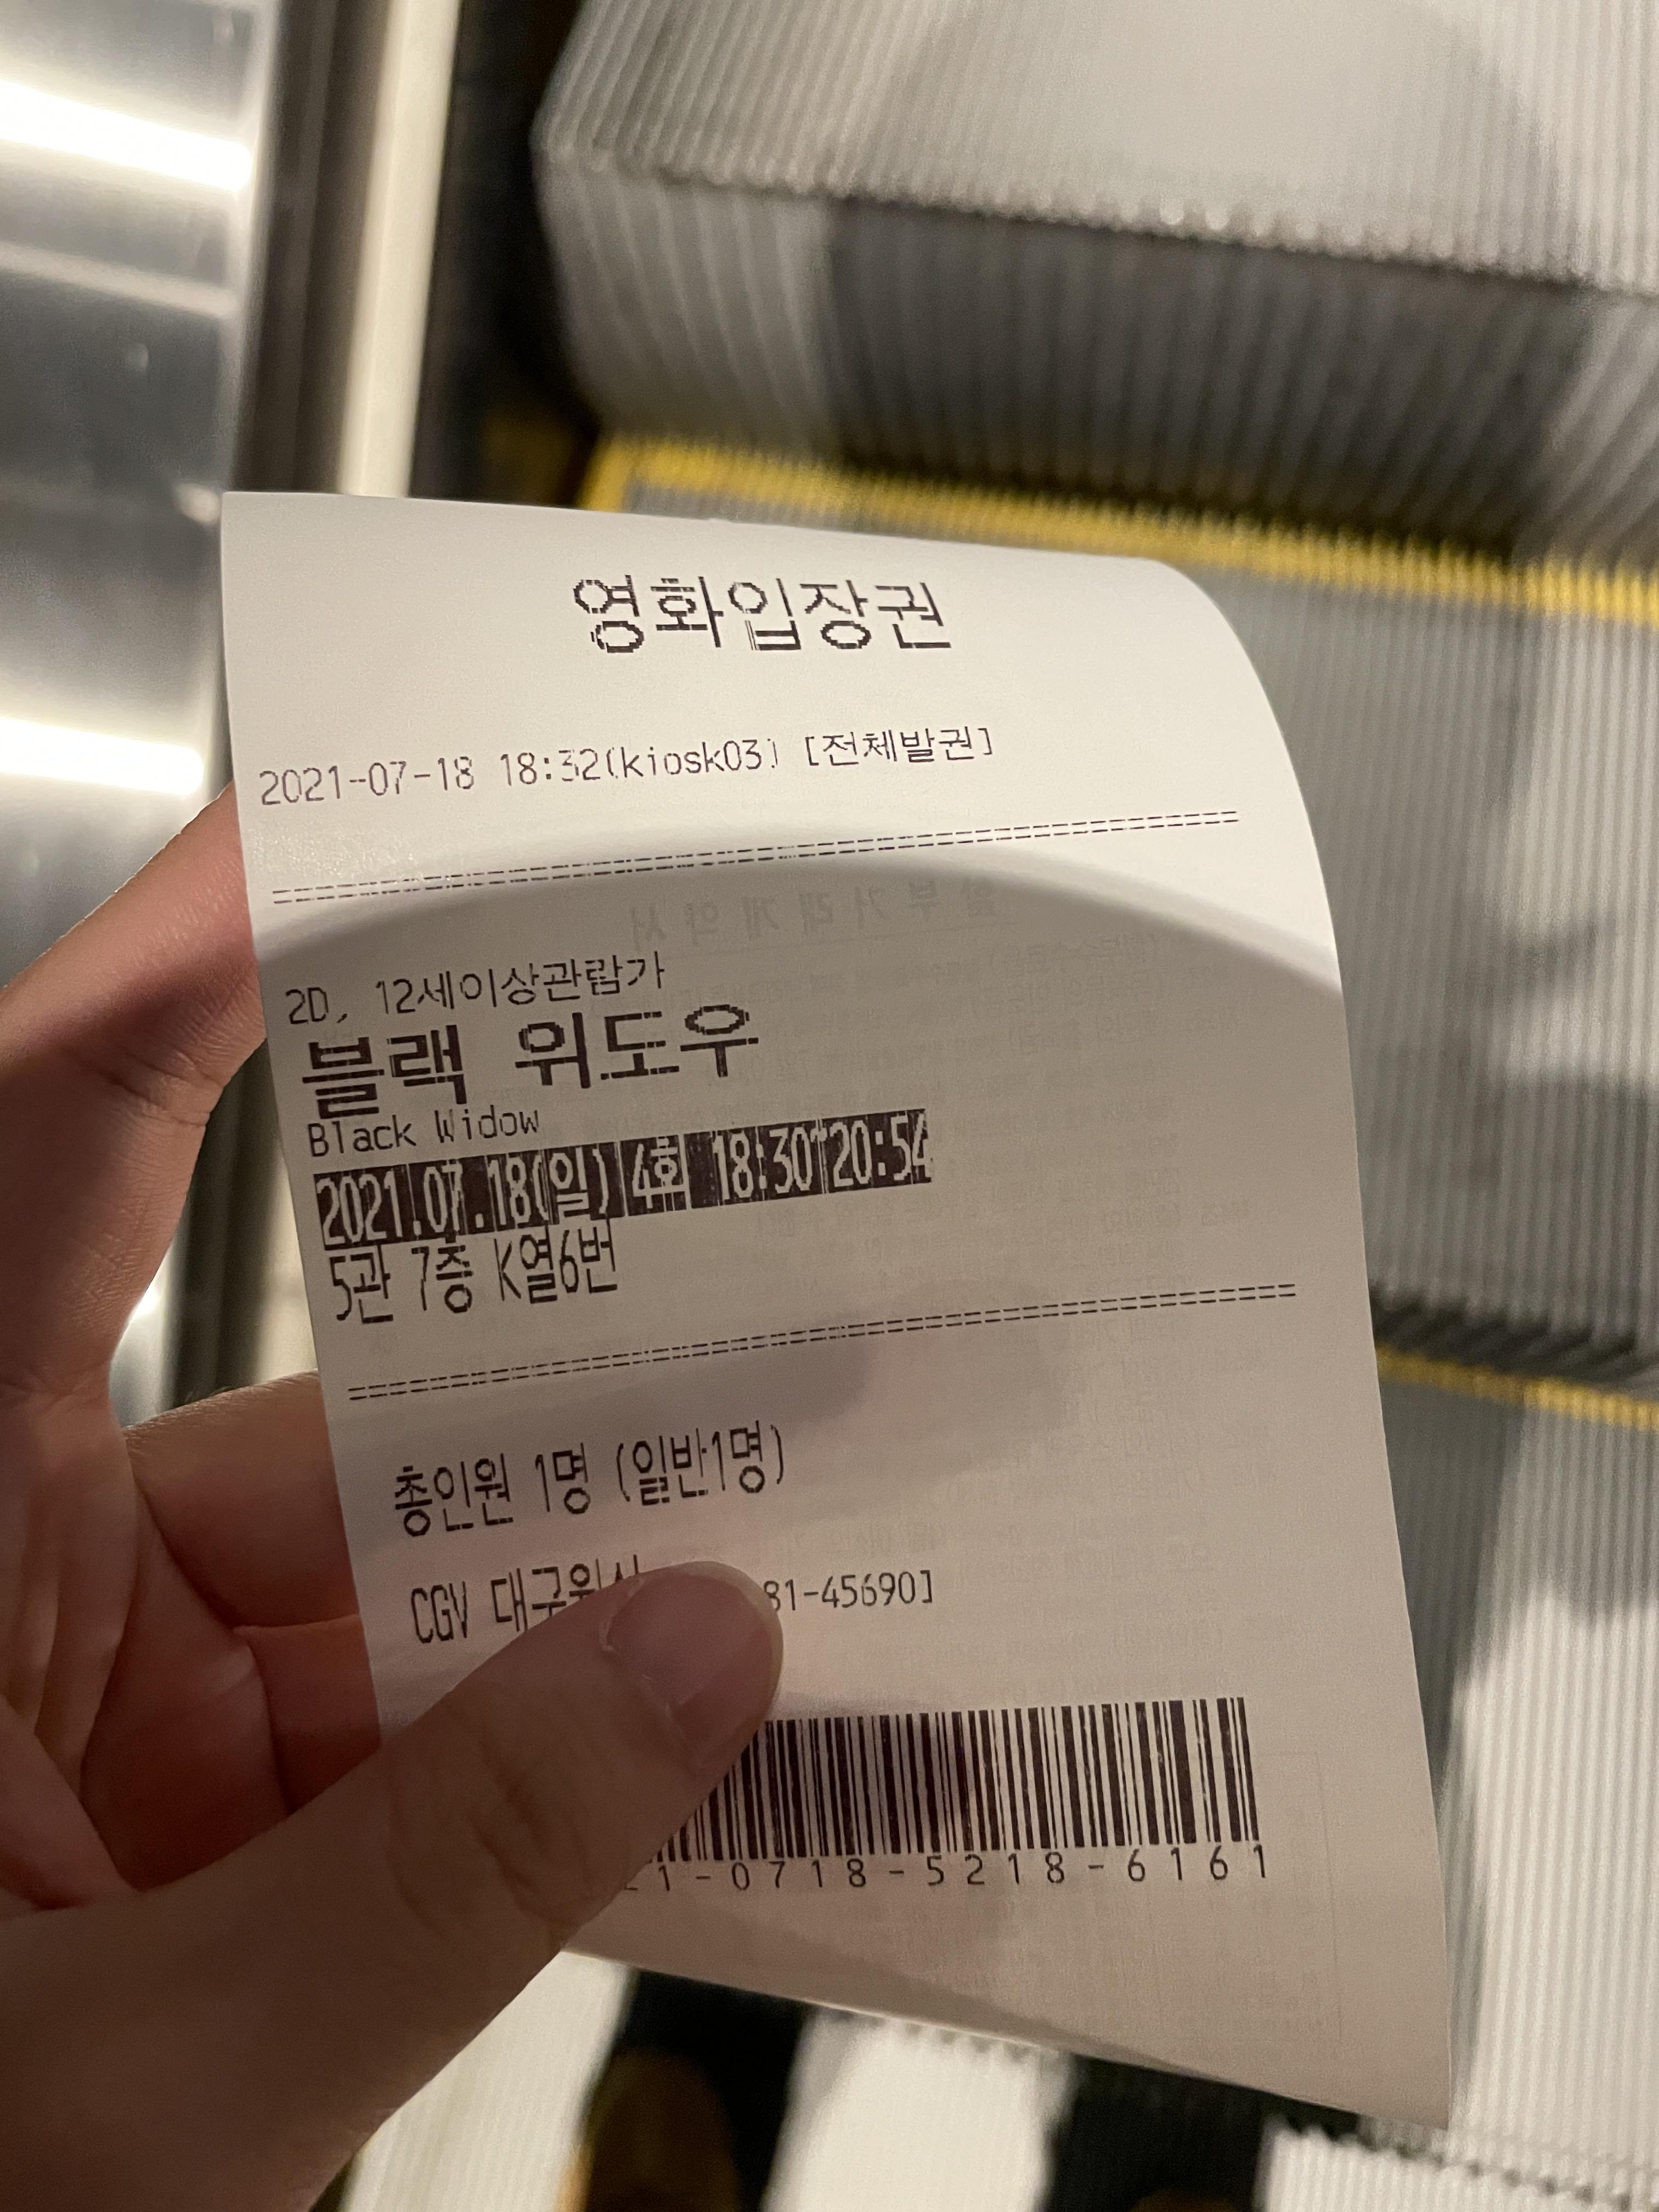 영화입장권
2021-07-18 18:32(kiosk03) [전체발권]
2D, 12세이상관람가
블랙 위도우
Black Widow
2021.07.18(일) 4회 18:30~20:54
5관 7층 K열6번
총인원 1명 (일반1명)
CGV 81-45690]
1-0718-5218-6161